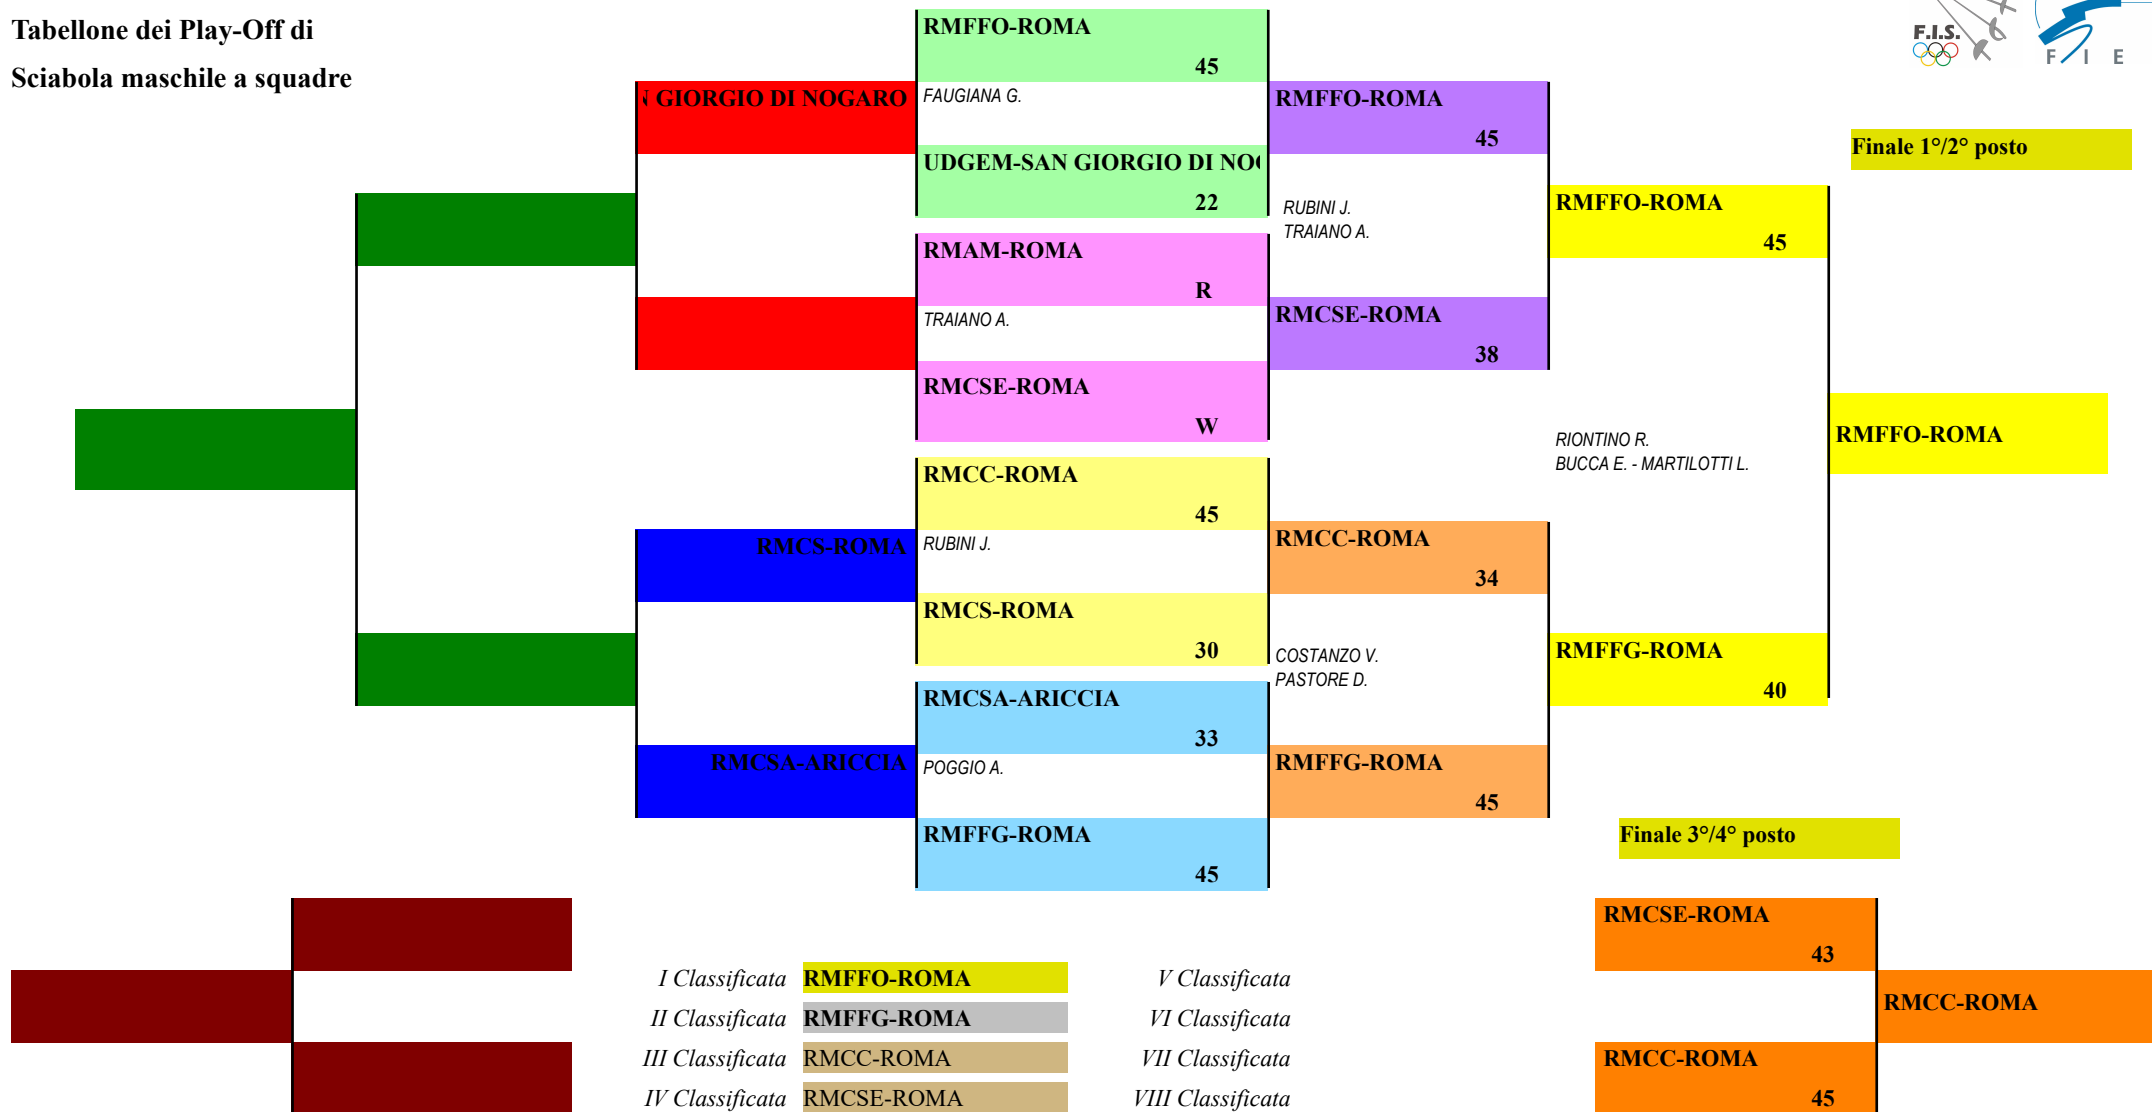 Tabellone dei Play-Off di
Sciabola maschile a squadre
F.I.S.
F I E
RMFFO-ROMA
45
GIORGIO DI NOGARO
FAUGIANA G.
UDGEM-SAN GIORGIO DI
22
RMAM-ROMA
R
TRAIANO A.
RMCSE-ROMA
W
RMCC-ROMA
45
RMCS-ROMA
RUBINI J.
RMCS-ROMA
30
RMCSA-ARICCIA
33
RMCSA-ARICCIA
POGGIO A.
RMFFG-ROMA
45
RMFFO-ROMA
45
RUBINI J.
TRAIANO A.
RMCSE-ROMA
38
RMCC-ROMA
34
COSTANZO V.
PASTORE D.
RMFFG-ROMA
45
Finale 1°/2° posto
RMFFO-ROMA
45
RIONTINO R.
BUCCA E. - MARTILOTTI L.
RMFFO-ROMA
RMFFG-ROMA
40
Finale 3°/4° posto
RMCSE-ROMA
43
RMCC-ROMA
RMCC-ROMA
45
I Classificata RMFFO-ROMA
II Classificata RMFFG-ROMA
III Classificata RMCC-ROMA
IV Classificata RMCSE-ROMA
V Classificata
VI Classificata
VII Classificata
VIII Classificata